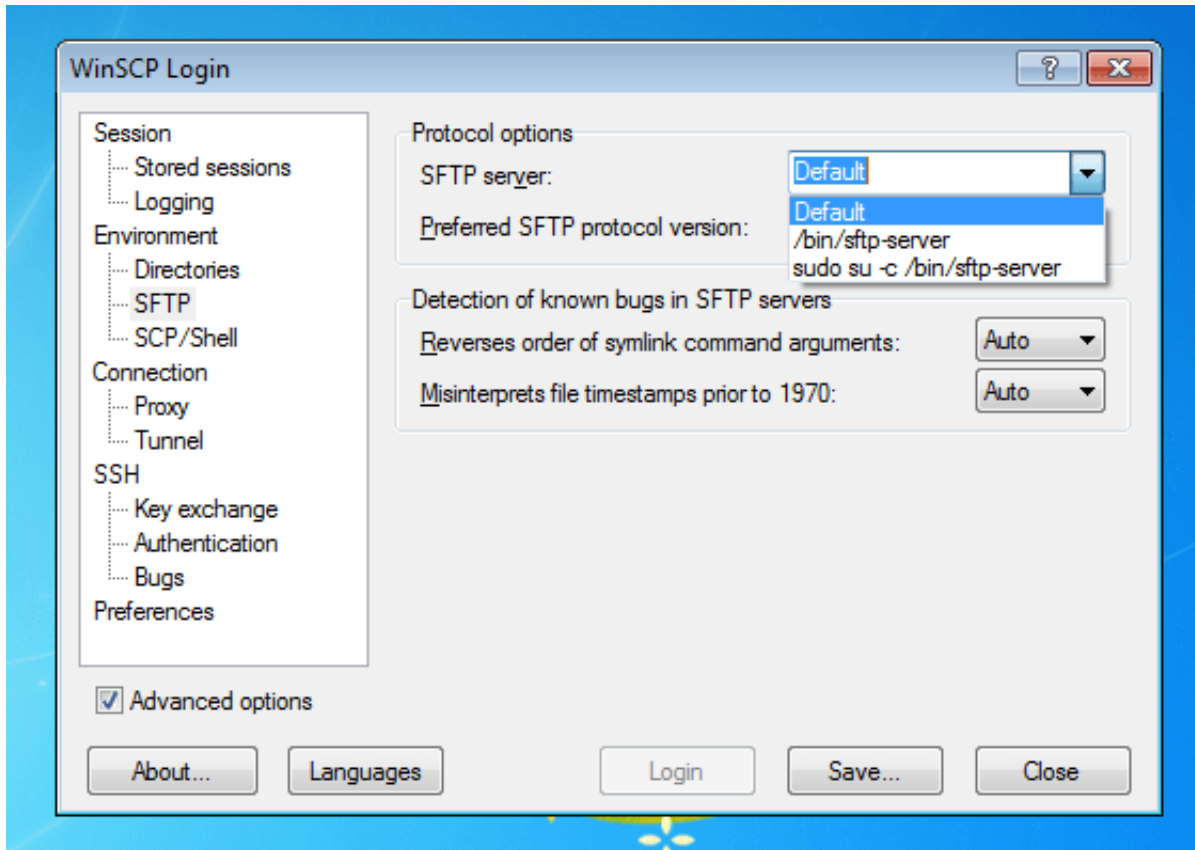 WinSCP Login
?
Session
Stored sessions
Logging
Environment
Directories
SFTP
SCP/Shell
Connection
Proxy
Tunnel
SSH
Key exchange
Authentication
Bugs
Preferences
Advanced options
Protocol options
SFTP server:
Default
Default
/bin/sftp-server
sudo su -c /bin/sftp-server
Preferred SFTP protocol version:
Detection of known bugs in SFTP servers
Reverses order of symlink command arguments: Auto
Misinterprets file timestamps prior to 1970: Auto
About... Languages Login Save... Close